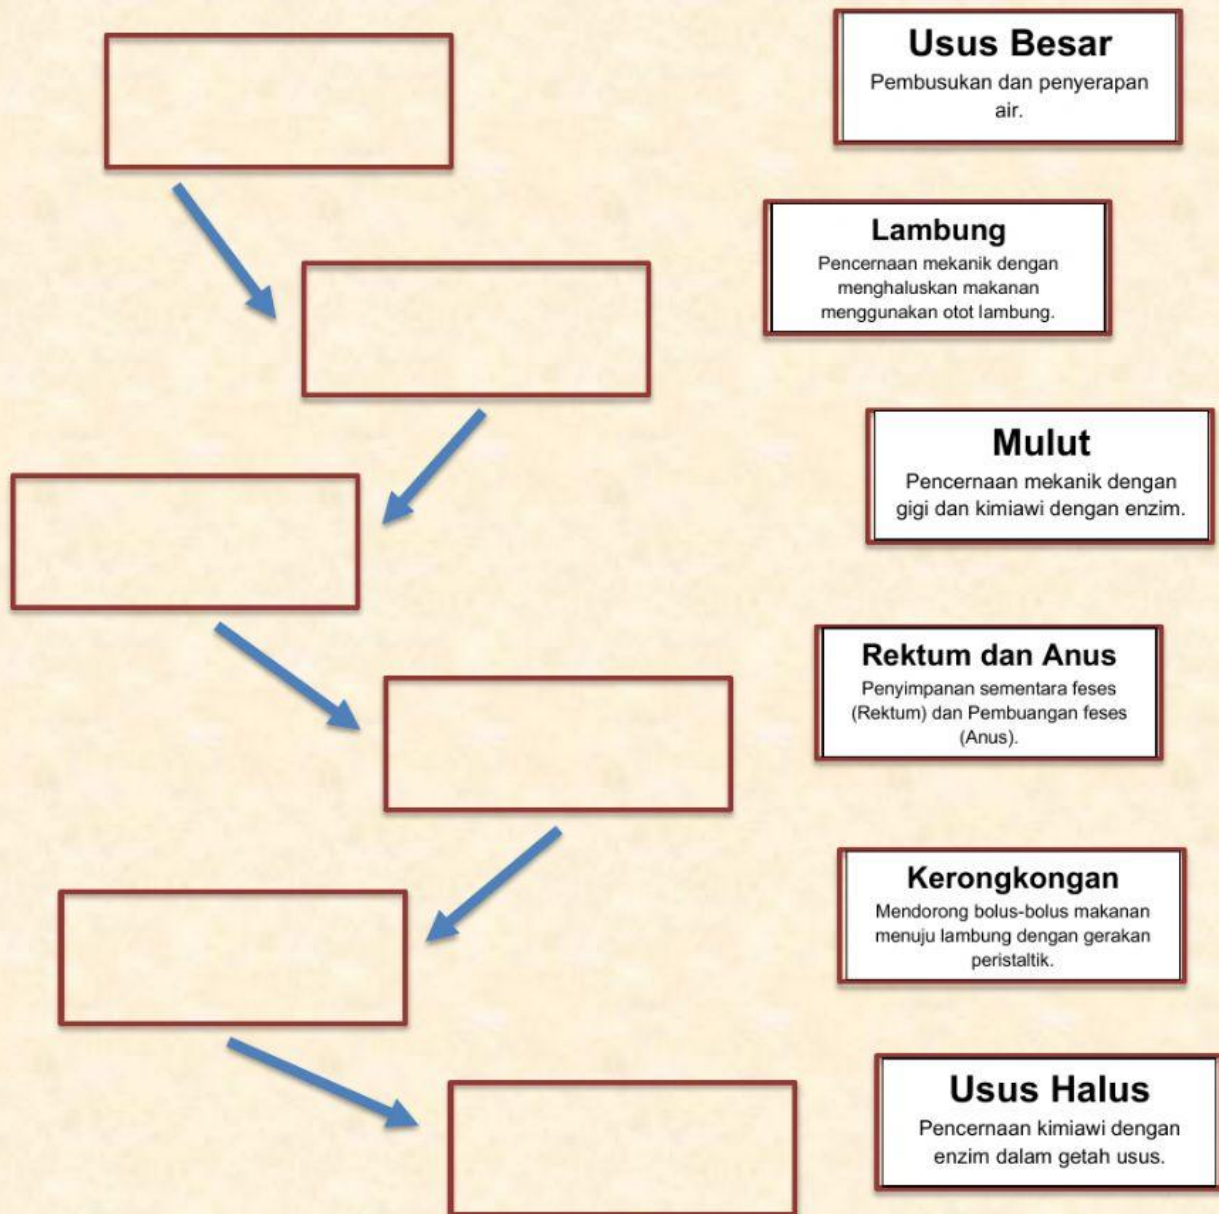 Usus Besar
Pembusukan dan penyerapan
air.
Lambung
Pencernaan mekanik dengan
menghaluskan makanan
menggunakan otot lambung.
Mulut
Pencernaan mekanik dengan
gigi dan kimiawi dengan enzim.
Rektum dan Anus
Penyimpanan sementara feses
(Rektum) dan Pembuangan feses
(Anus).
Kerongkongan
Mendorong bolus-bolus makanan
menuju lambung dengan gerakan
peristaltik.
Usus Halus
Pencernaan kimiawi dengan
enzim dalam getah usus.